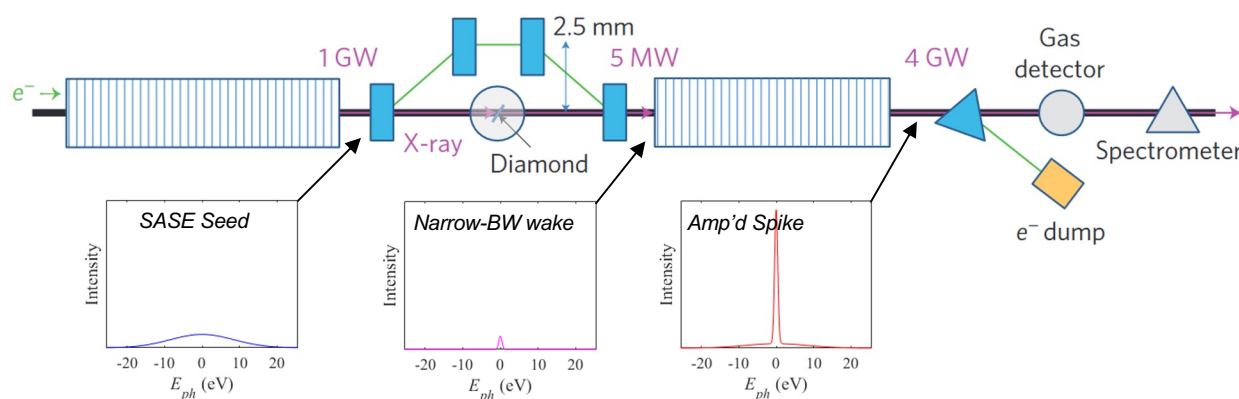 2.5 mm
1 GW
5 MW
4 GW
Gas
detector
e⁻ →
X-ray
Diamond
Spectrometer
e⁻ dump
SASE Seed
Intensity
-20 -10 0 10 20
E_ph (eV)
Narrow-BW wake
Intensity
-20 -10 0 10 20
E_ph (eV)
Amp'd Spike
Intensity
-20 -10 0 10 20
E_ph (eV)